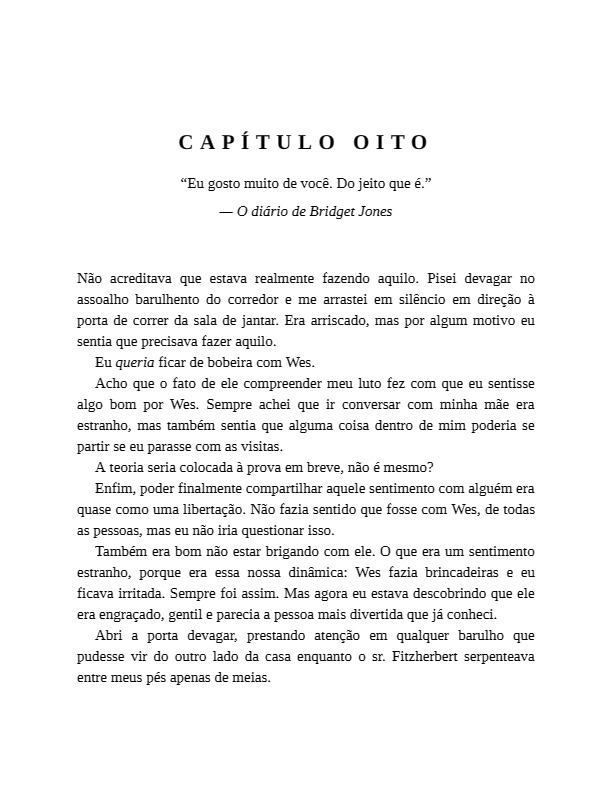 CAPÍTULO OITO
“Eu gosto muito de você. Do jeito que é.”
— O diário de Bridget Jones
Não acreditava que estava realmente fazendo aquilo. Pisei devagar no
assoalho barulhento do corredor e me arrastei em silêncio em direção à
porta de correr da sala de jantar. Era arriscado, mas por algum motivo eu
sentia que precisava fazer aquilo.
Eu queria ficar de bobeira com Wes.
Acho que o fato de ele compreender meu luto fez com que eu sentisse
algo bom por Wes. Sempre achei que ir conversar com minha mãe era
estranho, mas também sentia que alguma coisa dentro de mim poderia se
partir se eu parasse com as visitas.
A teoria seria colocada à prova em breve, não é mesmo?
Enfim, poder finalmente compartilhar aquele sentimento com alguém era
quase como uma libertação. Não fazia sentido que fosse com Wes, de todas
as pessoas, mas eu não iria questionar isso.
Também era bom não estar brigando com ele. O que era um sentimento
estranho, porque era essa nossa dinâmica: Wes fazia brincadeiras e eu
ficava irritada. Sempre foi assim. Mas agora eu estava descobrindo que ele
era engraçado, gentil e parecia a pessoa mais divertida que já conheci.
Abri a porta devagar, prestando atenção em qualquer barulho que
pudesse vir do outro lado da casa enquanto o sr. Fitzherbert serpenteava
entre meus pés apenas de meias.